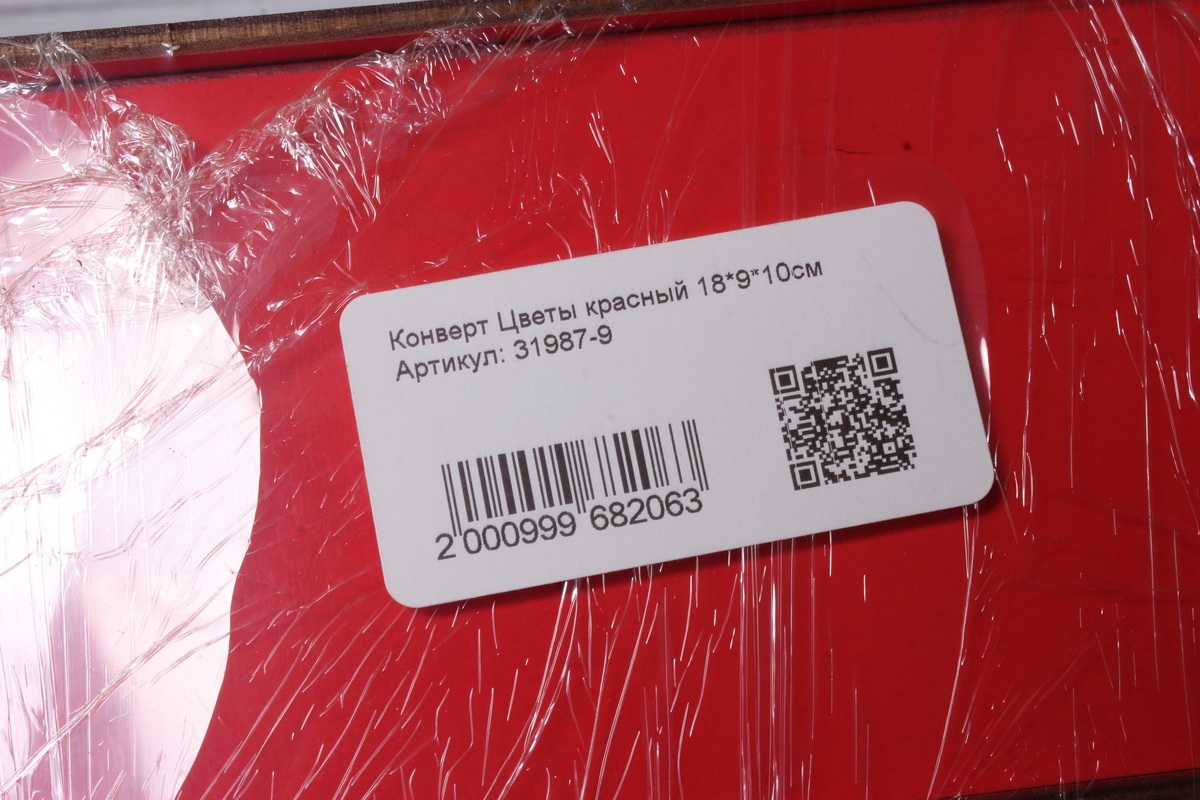 Конверт Цветы красный 18*9*10см
Артикул: 31987-9
2 000999 682063